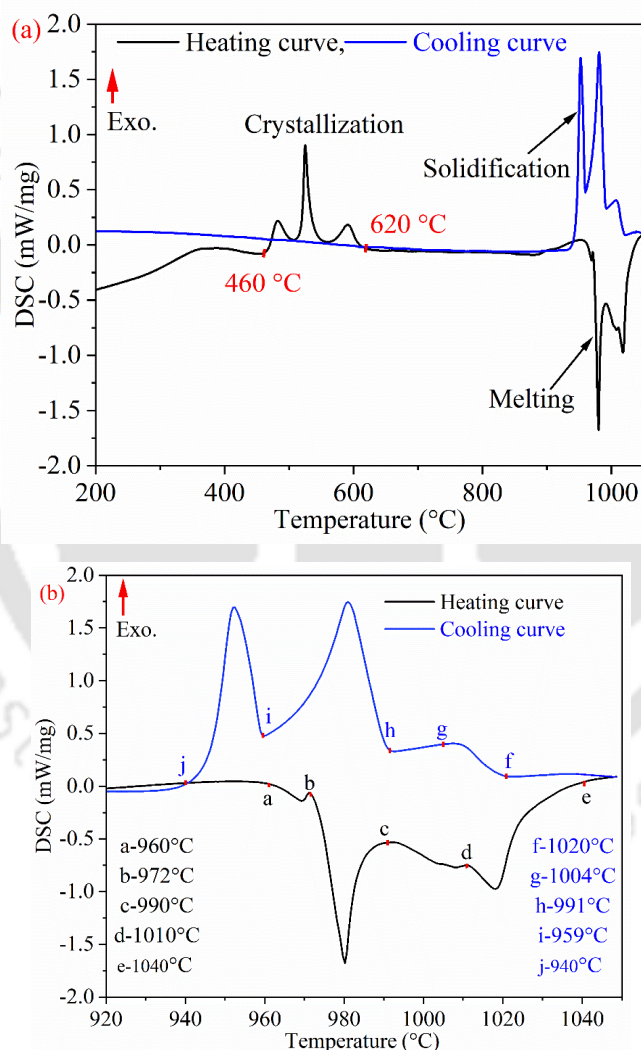 (a)
Heating curve, Cooling curve
Exo.
Crystallization
Solidification
620 °C
460 °C
Melting
2.0
1.5
1.0
0.5
0.0
-0.5
-1.0
-1.5
-2.0
DSC (mW/mg)
200 400 600 800 1000
Temperature (°C)
(b)
Heating curve
Cooling curve
Exo.
i
h
g
f
j
a
b
c
d
e
a-960°C
b-972°C
c-990°C
d-1010°C
e-1040°C
f-1020°C
g-1004°C
h-991°C
i-959°C
j-940°C
2.0
1.5
1.0
0.5
0.0
-0.5
-1.0
-1.5
-2.0
DSC (mW/mg)
920 940 960 980 1000 1020 1040
Temperature (°C)